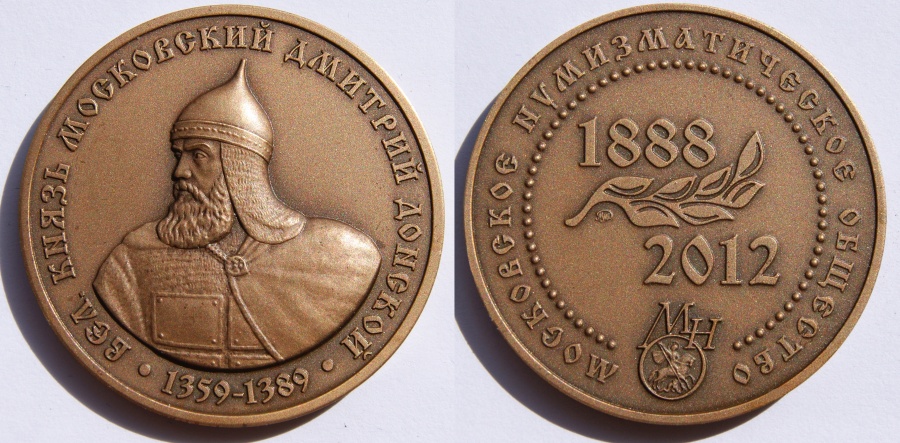 ВЕЛ. КНЯЗЬ МОСКОВСКИЙ ДМИТРИЙ ДОНСКОЙ
• 1359-1389 •
МОСКОВСКОЕ НУМИЗМАТИЧЕСКОЕ ОБЩЕСТВО
1888
2012
МН